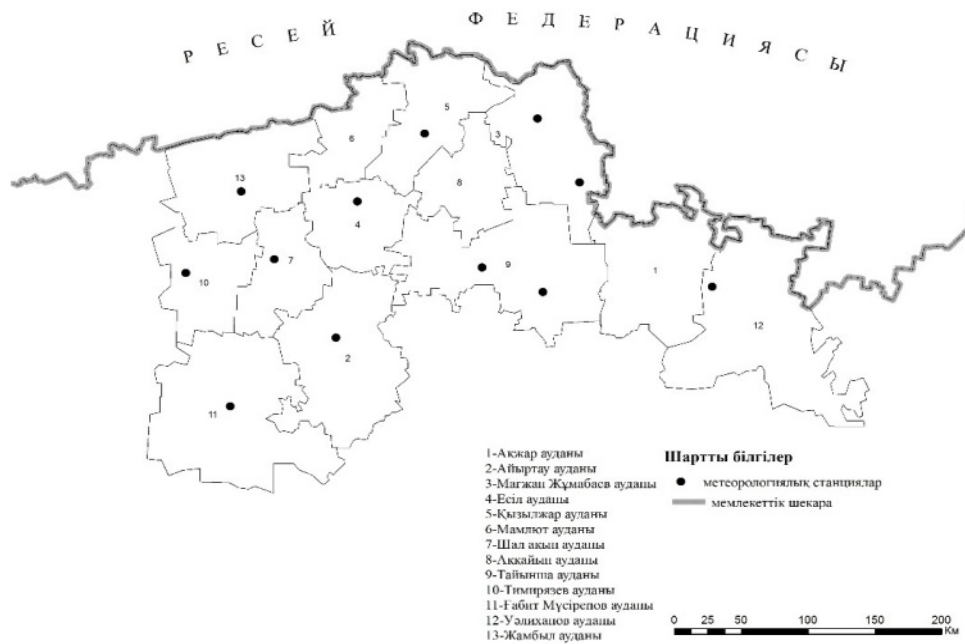 РЕСЕЙ ФЕДЕРАЦИЯСЫ
5
6
3
13
8
4
7
9
10
1
12
2
11
1-Ақжар ауданы
2-Айыртау ауданы
3-Мағжан Жұмабаев ауданы
4-Есіл ауданы
5-Қызылжар ауданы
6-Мамлют ауданы
7-Шал ақын ауданы
8-Аққайың ауданы
9-Тайынша ауданы
10-Тимирязев ауданы
11-Ғабит Мүсірепов ауданы
12-Уәлиханов ауданы
13-Жамбыл ауданы
Шартты білгілер
метеорологиялық станциялар
мемлекеттік шекара
0 25 50 100 150 200
Км